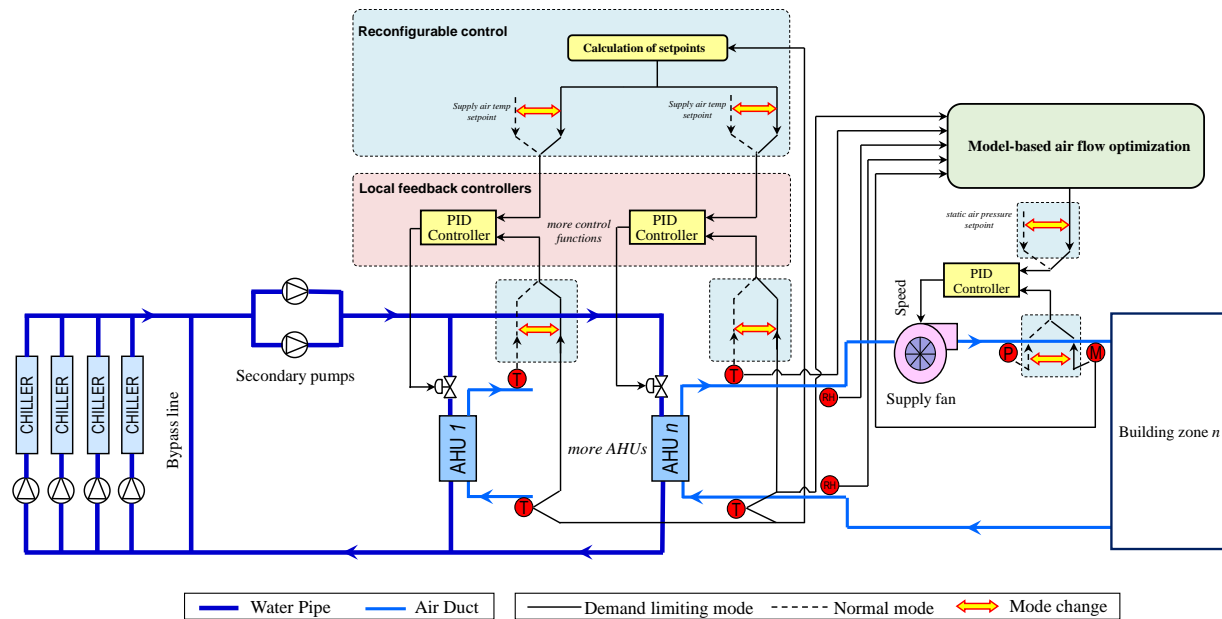 Reconfigurable control
Calculation of setpoints
Supply air temp
setpoint
Supply air temp
setpoint
Model-based air flow optimization
Local feedback controllers
PID
Controller
more control
functions
PID
Controller
static air pressure
setpoint
PID
Controller
Speed
P
M
T
T
RH
Supply fan
Secondary pumps
CHILLER
CHILLER
CHILLER
CHILLER
Bypass line
AHU 1
more AHUs
AHU n
Building zone n
RH
T
T
Water Pipe
Air Duct
Demand limiting mode
Normal mode
Mode change